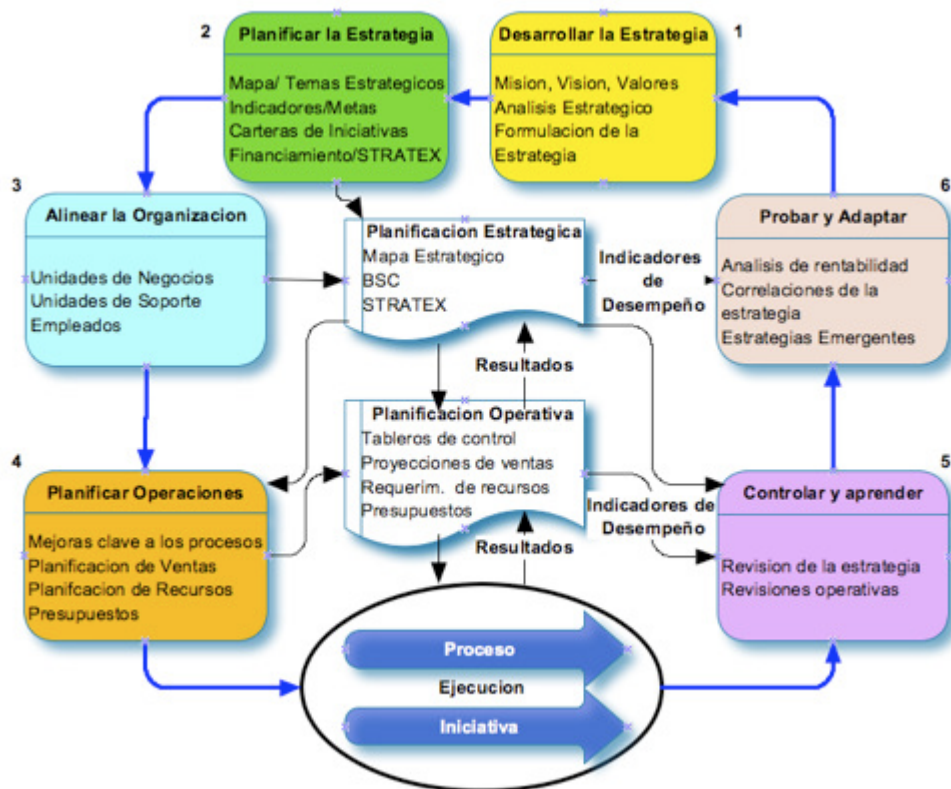 2
Planificar la Estrategia
Mapa/ Temas Estrategicos
Indicadores/Metas
Carteras de Iniciativas
Financiamiento/STRATEX
Desarrollar la Estrategia
1
Mision, Vision, Valores
Analisis Estrategico
Formulacion de la
Estrategia
3
Alinear la Organizacion
Unidades de Negocios
Unidades de Soporte
Empleados
Planificacion Estrategica
Mapa Estrategico
BSC
STRATEX
Indicadores
de
Desempeño
6
Probar y Adaptar
Analisis de rentabilidad
Correlaciones de la
estrategia
Estrategias Emergentes
Resultados
4
Planificar Operaciones
Mejoras clave a los procesos
Planificacion de Ventas
Planifcacion de Recursos
Presupuestos
Planificacion Operativa
Tableros de control
Proyecciones de ventas
Requerim. de recursos
Presupuestos
Indicadores de
Desempeño
Resultados
5
Controlar y aprender
Revision de la estrategia
Revisiones operativas
Proceso
Ejecucion
Iniciativa